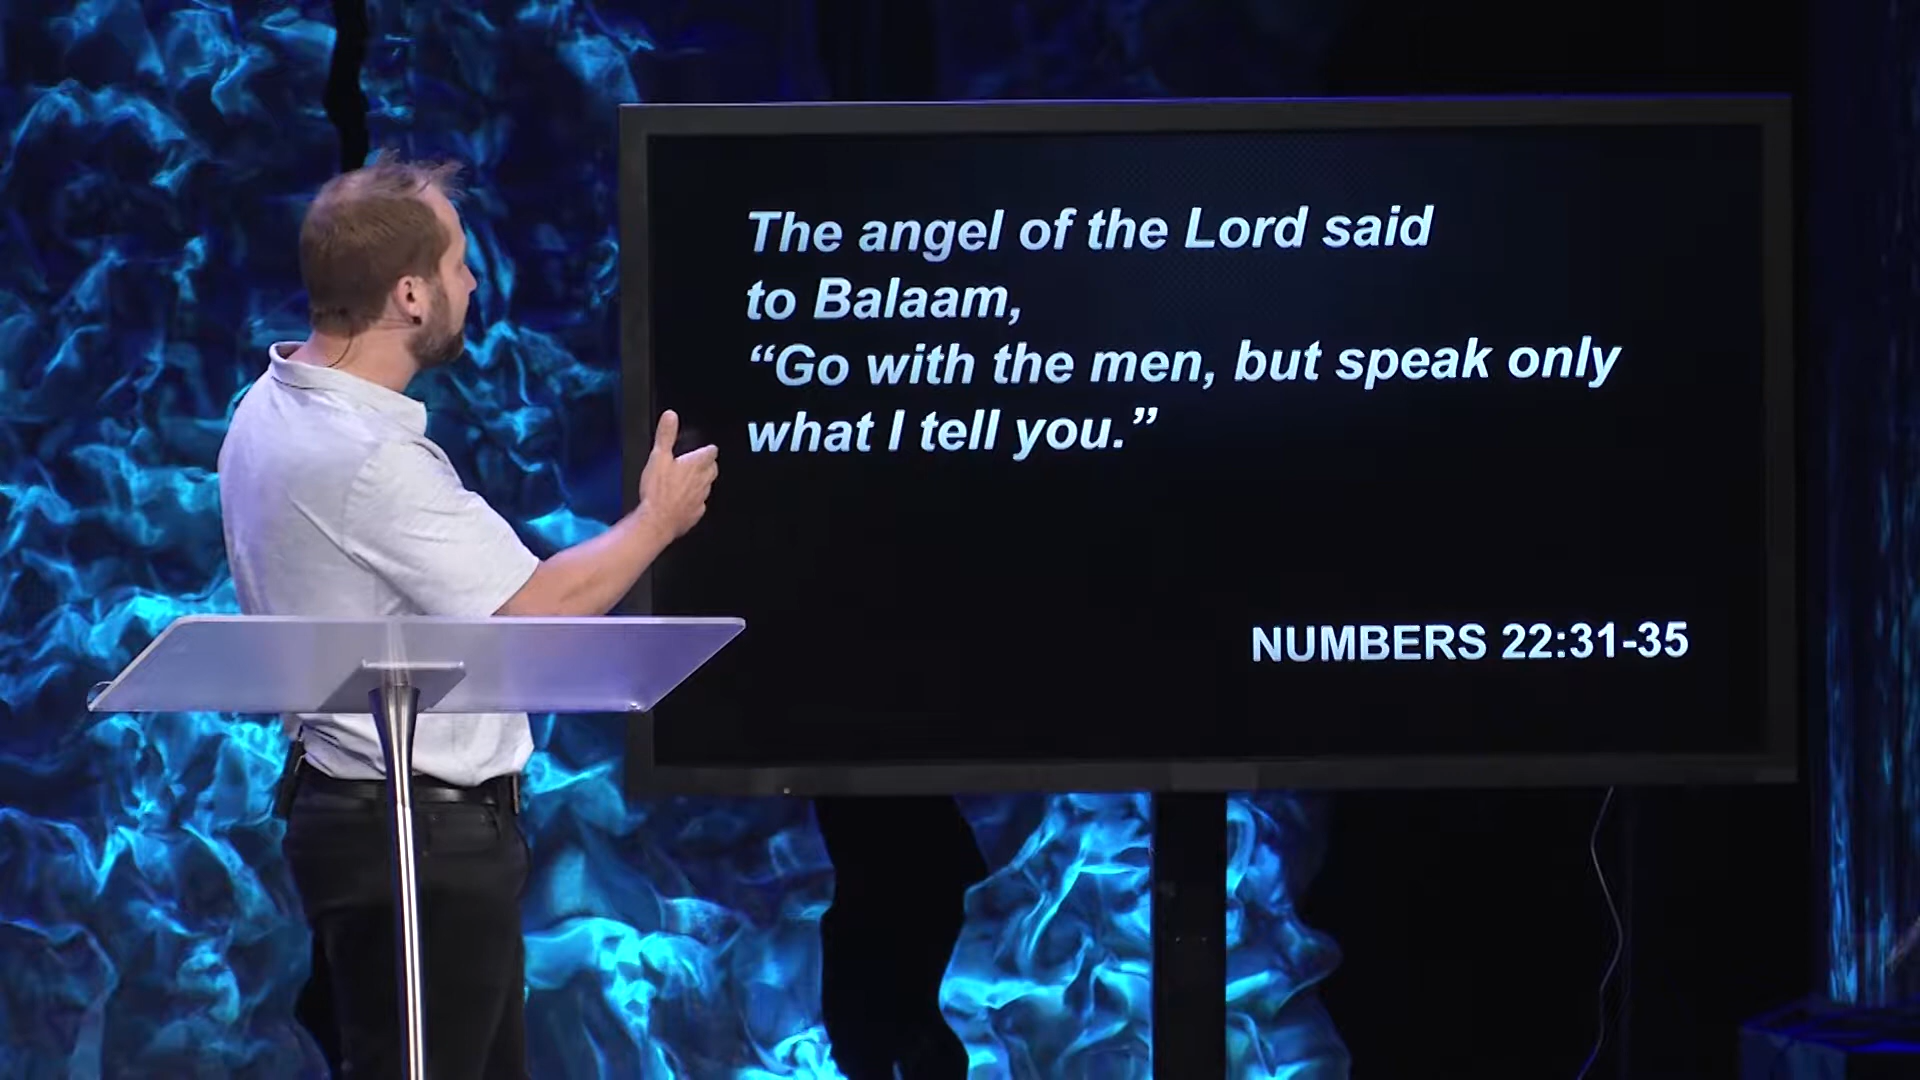 The angel of the Lord said
to Balaam,
“Go with the men, but speak only
what I tell you.”
NUMBERS 22:31-35